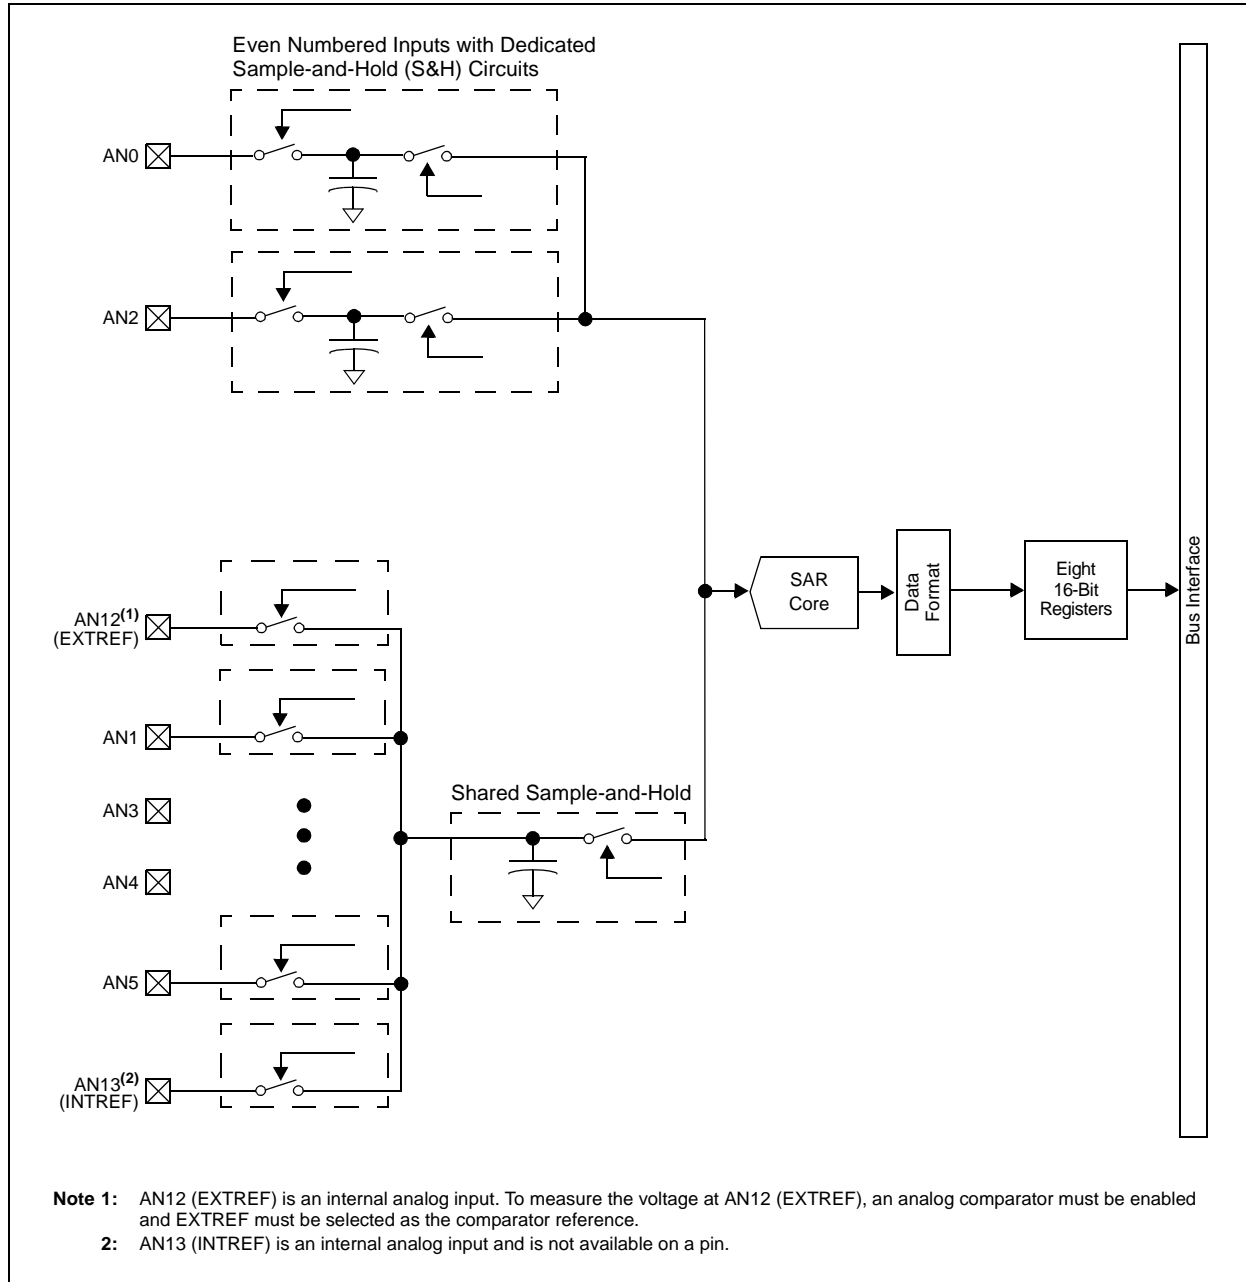 Even Numbered Inputs with Dedicated
Sample-and-Hold (S&H) Circuits
AN0
AN2
AN12(1)
(EXTREF)
AN1
AN3
AN4
AN5
AN13(2)
(INTREF)
Shared Sample-and-Hold
SAR
Core
Data
Format
Eight
16-Bit
Registers
Bus Interface
Note 1: AN12 (EXTREF) is an internal analog input. To measure the voltage at AN12 (EXTREF), an analog comparator must be enabled
and EXTREF must be selected as the comparator reference.
2: AN13 (INTREF) is an internal analog input and is not available on a pin.